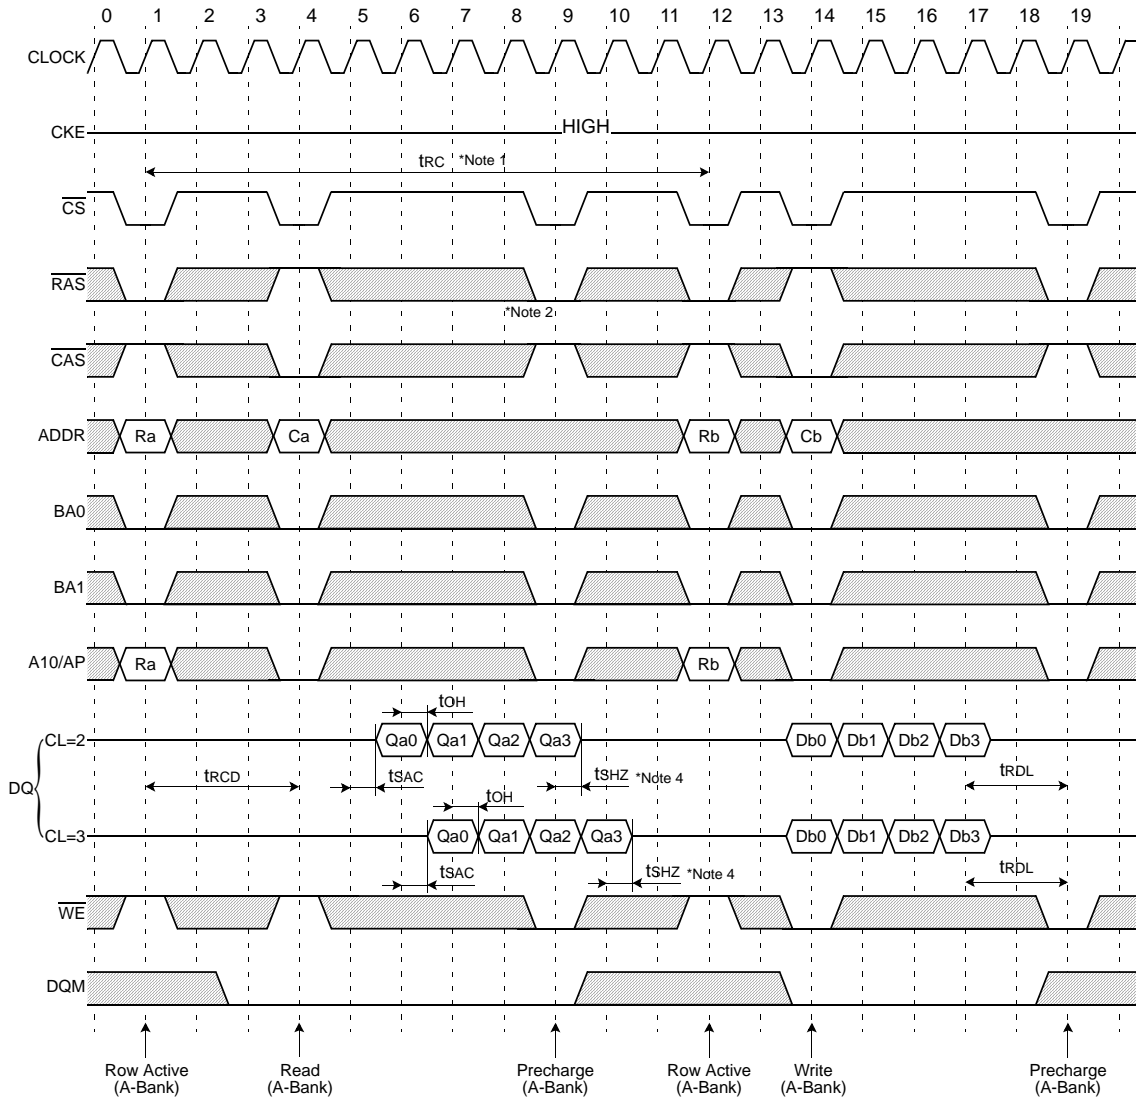 0 1 2 3 4 5 6 7 8 9 10 11 12 13 14 15 16 17 18 19
CLOCK
CKE HIGH
tRC *Note 1
CS
RAS
*Note 2
CAS
ADDR Ra Ca Rb Cb
BA0
BA1
A10/AP Ra Rb
tOH
CL=2 Qa0 Qa1 Qa2 Qa3 Db0 Db1 Db2 Db3
DQ tRCD tSAC tSHZ *Note 4 tRDL
tOH
CL=3 Qa0 Qa1 Qa2 Qa3 Db0 Db1 Db2 Db3
tSAC tSHZ *Note 4 tRDL
WE
DQM
Row Active Read Precharge Row Active Write Precharge
(A-Bank) (A-Bank) (A-Bank) (A-Bank) (A-Bank) (A-Bank)